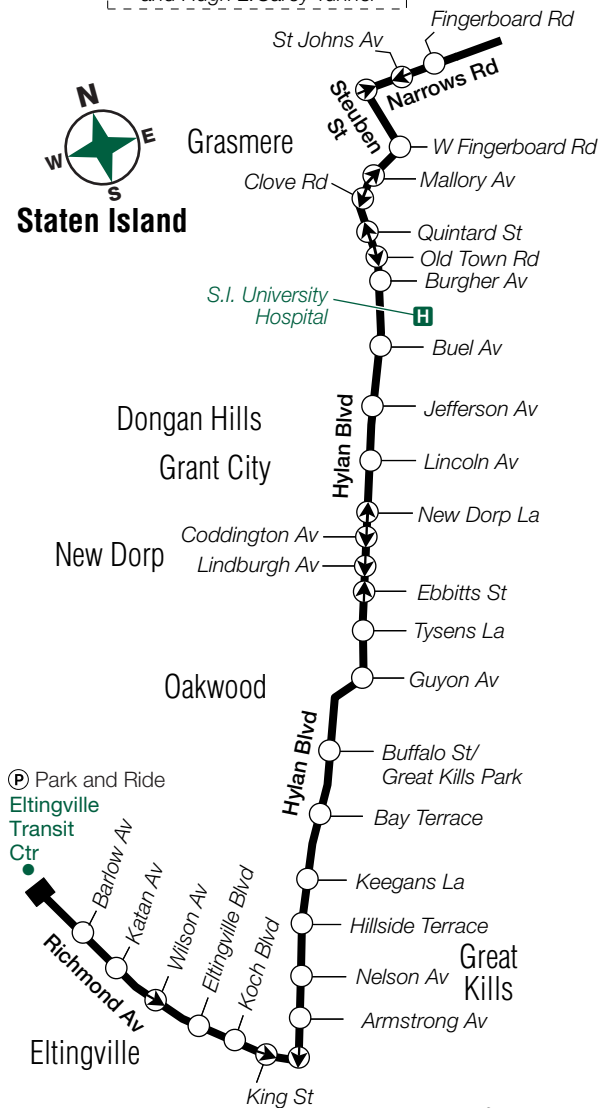 and Hugh L. Carey Tunnel
Fingerboard Rd
St Johns Av
Narrows Rd
Steuben
St
N
E
W
S
Staten Island
Grasmere
W Fingerboard Rd
Mallory Av
Clove Rd
Quintard St
Old Town Rd
Burgher Av
S.I. University
Hospital
H
Buel Av
Dongan Hills
Jefferson Av
Hylan Blvd
Grant City
Lincoln Av
New Dorp La
Coddington Av
New Dorp
Lindburgh Av
Ebbitts St
Tysens La
Oakwood
Guyon Av
Hylan Blvd
Buffalo St/
Great Kills Park
P Park and Ride
Eltingville
Transit
Ctr
Bay Terrace
Keegans La
Hillside Terrace
Great
Kills
Nelson Av
Armstrong Av
Barlow Av
Katan Av
Wilson Av
Eltingville Blvd
Koch Blvd
Richmond Av
Eltingville
King St